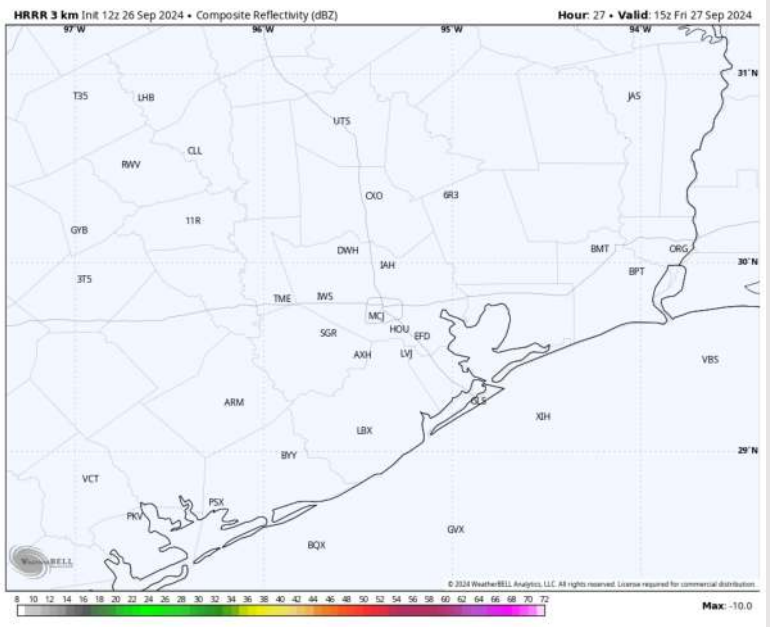 HRRR 3 km Init 12z 26 Sep 2024 • Composite Reflectivity (dBZ) Hour: 27 • Valid: 15z Fri 27 Sep 2024
97°W 96°W 95°W 94°W
31°N
T35 LHB JAS
UTS
CLL
RWV
CXO 6R3
11R
GYB
DWH BMT ORG
IAH 30°N
3T5 BPT
TME IWS
MCJ
SGR HOU EFD
AXH LVJ VBS
ARM GLS
XIH
LBX
BYY 29°N
VCT
PSX
PKV
GVX
BQX
WeatherBELL
© 2024 WeatherBELL Analytics, LLC. All rights reserved. License required for commercial distribution.
8 10 12 14 16 18 20 22 24 26 28 30 32 34 36 38 40 42 44 46 48 50 52 54 56 58 60 62 64 66 68 70 72 Max: -10.0